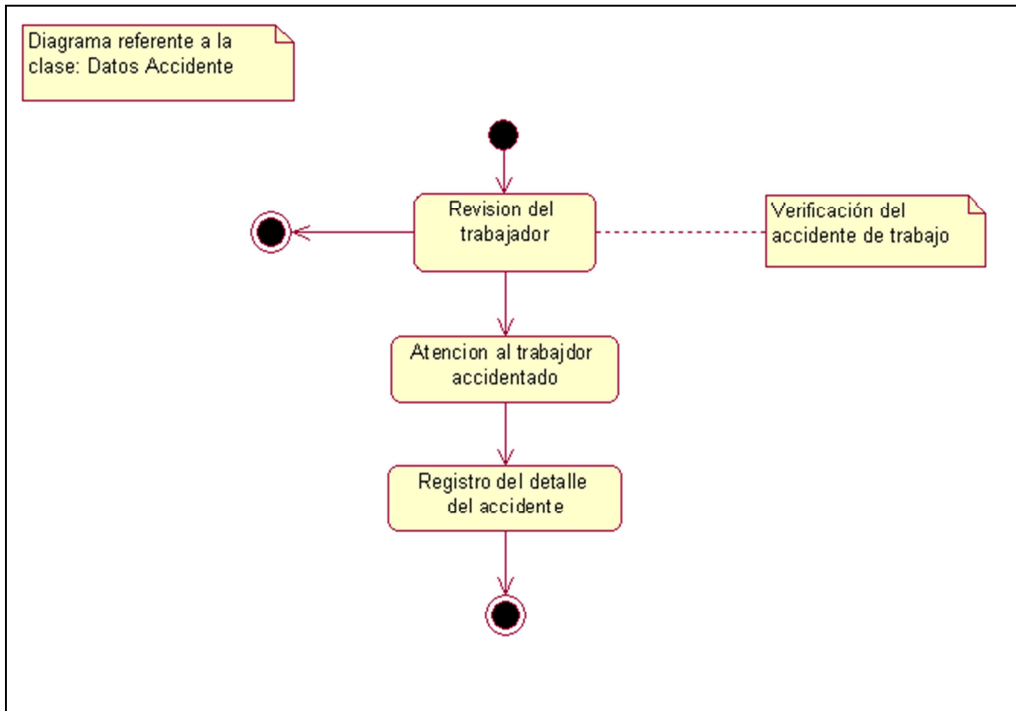 Diagrama referente a la
clase: Datos Accidente
Revision del
trabajador
Verificación del
accidente de trabajo
Atencion al trabajdor
accidentado
Registro del detalle
del accidente